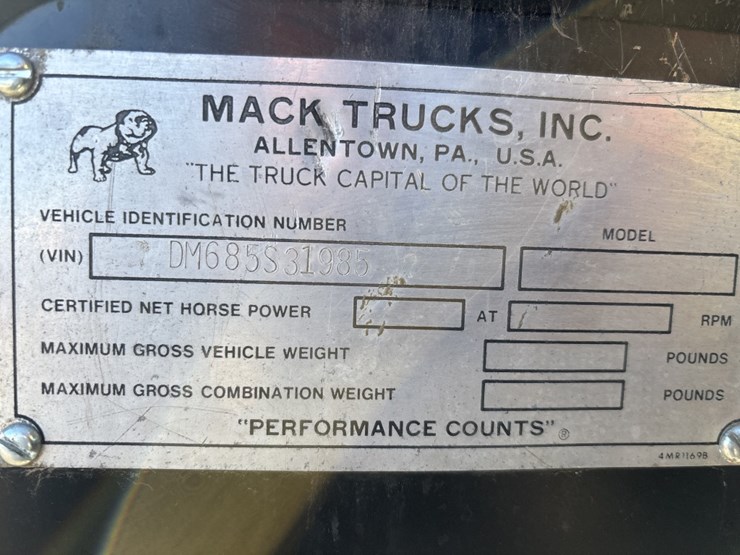 MACK TRUCKS, INC.
ALLENTOWN, PA., U.S.A.
"THE TRUCK CAPITAL OF THE WORLD"
VEHICLE IDENTIFICATION NUMBER
MODEL
(VIN) DM685S31985
CERTIFIED NET HORSE POWER AT RPM
MAXIMUM GROSS VEHICLE WEIGHT POUNDS
MAXIMUM GROSS COMBINATION WEIGHT POUNDS
"PERFORMANCE COUNTS"®
4MR1169B